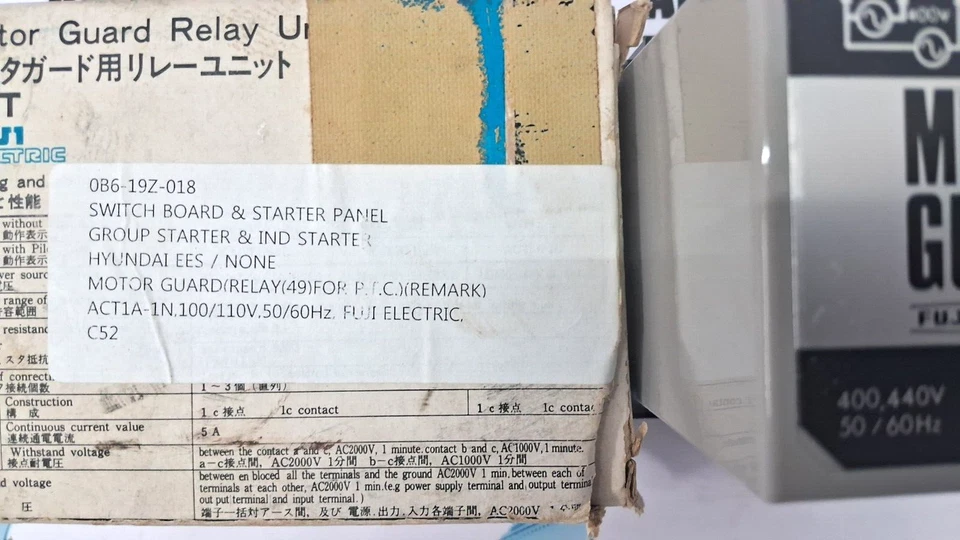 tor Guard Relay
タガード用リレーユニット
T
ETRIC
g and
と性能
0B6-19Z-018
SWITCH BOARD & STARTER PANEL
GROUP STARTER & IND STARTER
HYUNDAI EES / NONE
MOTOR GUARD(RELAY(49)FOR P.T.C.)(REMARK)
ACT1A-1N,100/110V,50/60Hz, FUJI ELECTRIC,
C52
without
動作表示
with
動作表示
range of
容範囲
resistan
スタ抵抗
接続個数
1～3個 (直列)
Construction
構成
1c接点 1c contact
1c接点 1c
Continuous current value
連続通電電流
5A
Withstand voltage
接点耐電圧
between the contact a and c, AC2000V, 1 minute. contact b and c, AC1000V, 1 minute.
a-c接点間, AC2000V 1分間 b-c接点間, AC1000V 1分間
d voltage
圧
between en bloced all the terminals and the ground AC2000V 1 min. between each of
terminals at each other, AC2000V 1 min.(e.g power supply terminal and output
out put terminal and input terminal.)
端子一括対アース間, 及び 電源.出力.入力各端子間, AC2000V
400V
M
FUJ
400,440V
50/60Hz